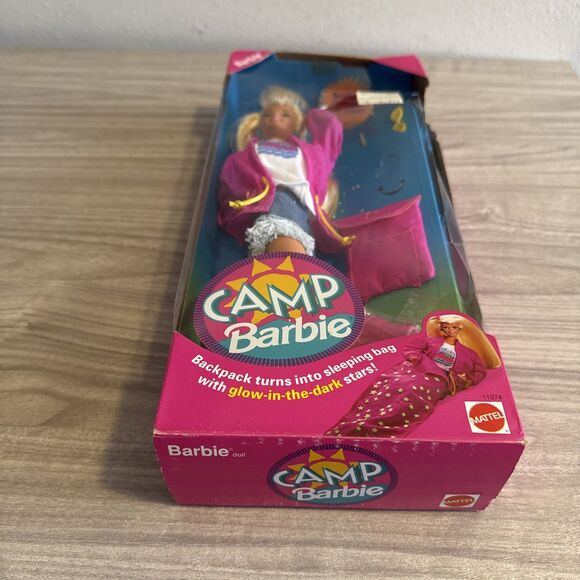 Barbie
CAMP
Barbie
Backpack turns into sleeping bag
with glow-in-the-dark stars!
11074
MATTEL
Barbie doll
CAMP
Barbie
MATTEL